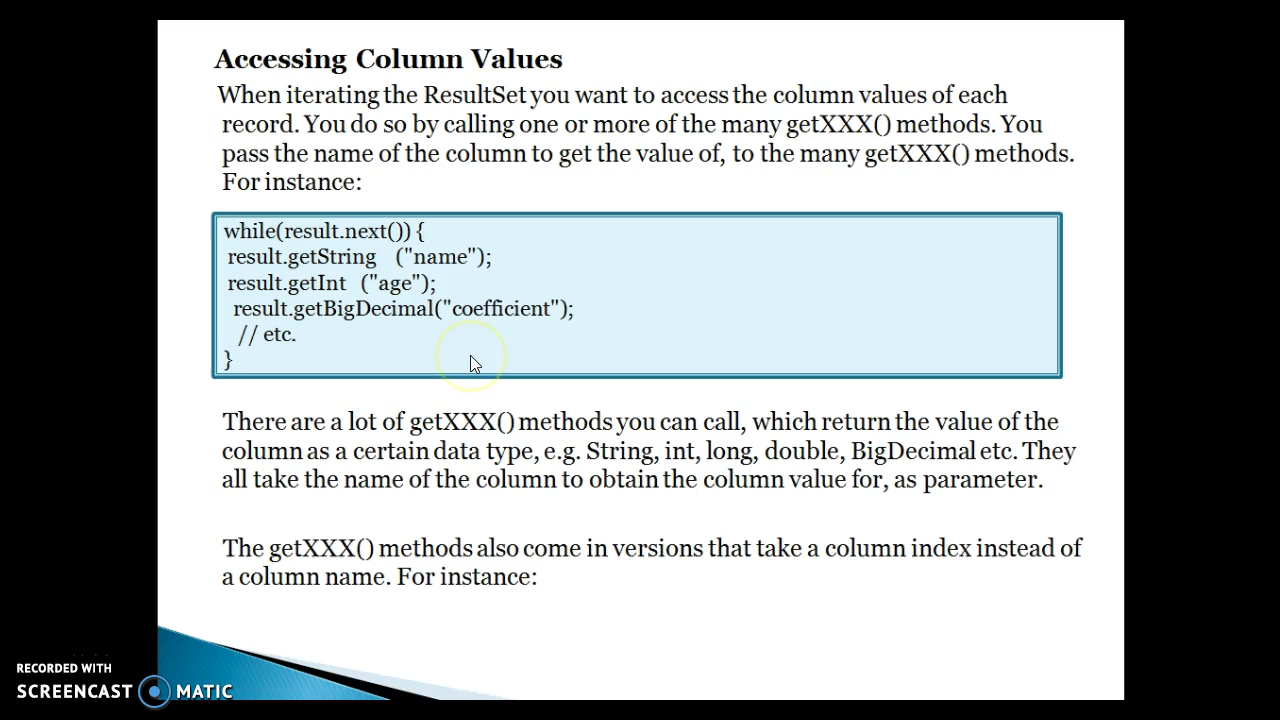 Accessing Column Values
When iterating the ResultSet you want to access the column values of each
record. You do so by calling one or more of the many getXXX() methods. You
pass the name of the column to get the value of, to the many getXXX() methods.
For instance:
while(result.next()) {
result.getString ("name");
result.getInt ("age");
result.getBigDecimal("coefficient");
// etc.
}
There are a lot of getXXX() methods you can call, which return the value of the
column as a certain data type, e.g. String, int, long, double, BigDecimal etc. They
all take the name of the column to obtain the column value for, as parameter.
The getXXX() methods also come in versions that take a column index instead of
a column name. For instance:
RECORDED WITH
SCREENCAST MATIC